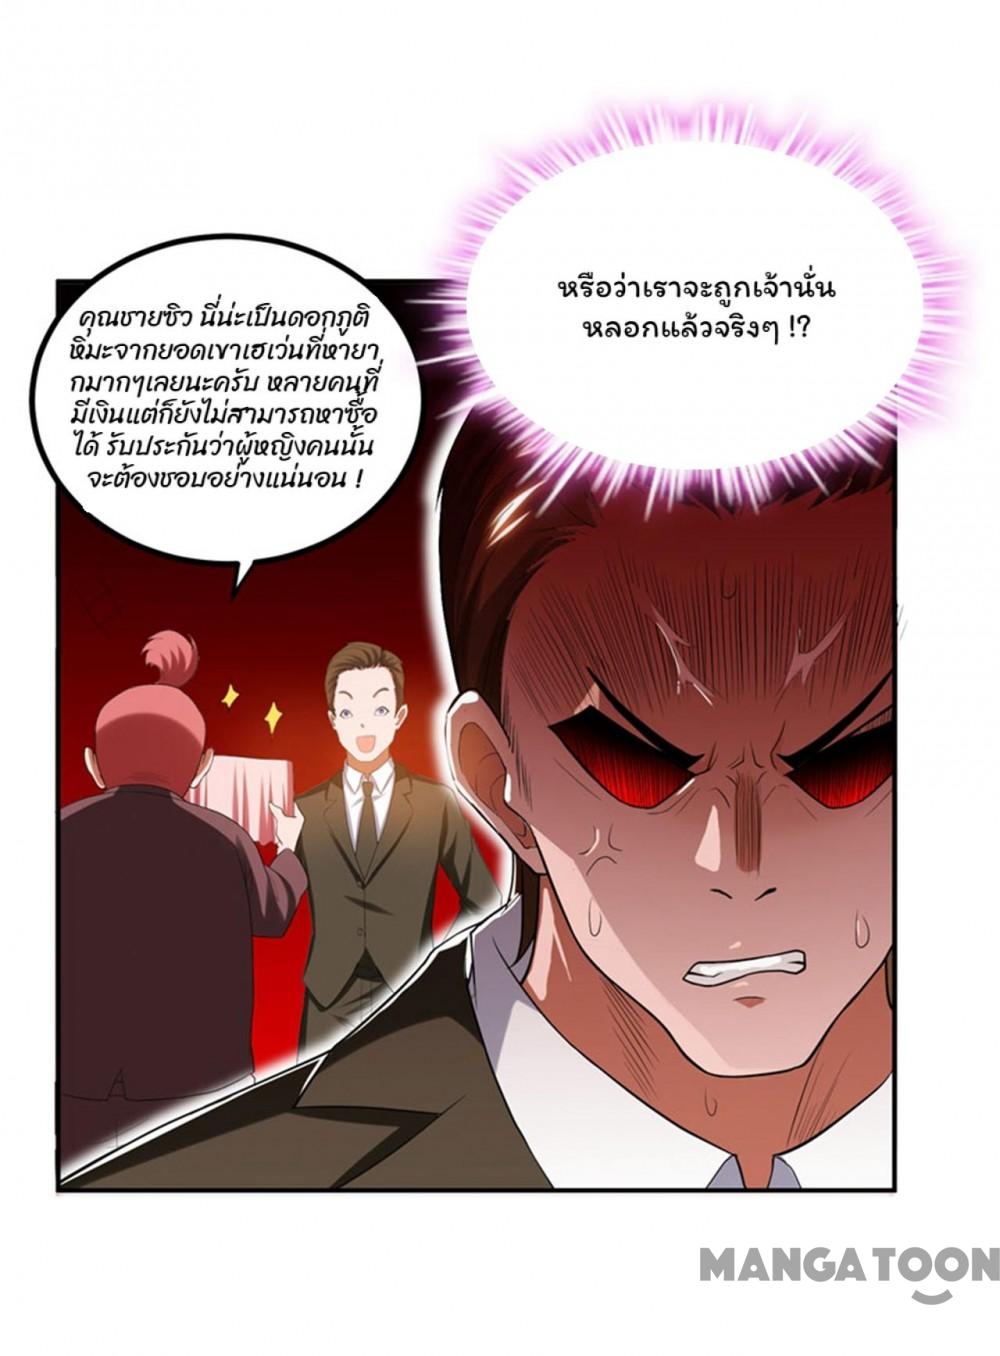 คุณชายซิว นี่น่ะเป็นดอกภูติ
หิมะจากยอดเขาเฮเว่นที่หายา
กมากๆเลยนะครับ หลายคนที่
มีเงินแต่ก็ยังไม่สามารถหาซื้อ
ได้ รับประกันว่าผู้หญิงคนนั้น
จะต้องชอบอย่างแน่นอน !
หรือว่าเราจะถูกเจ้านั่น
หลอกแล้วจริงๆ !?
MANGATOON